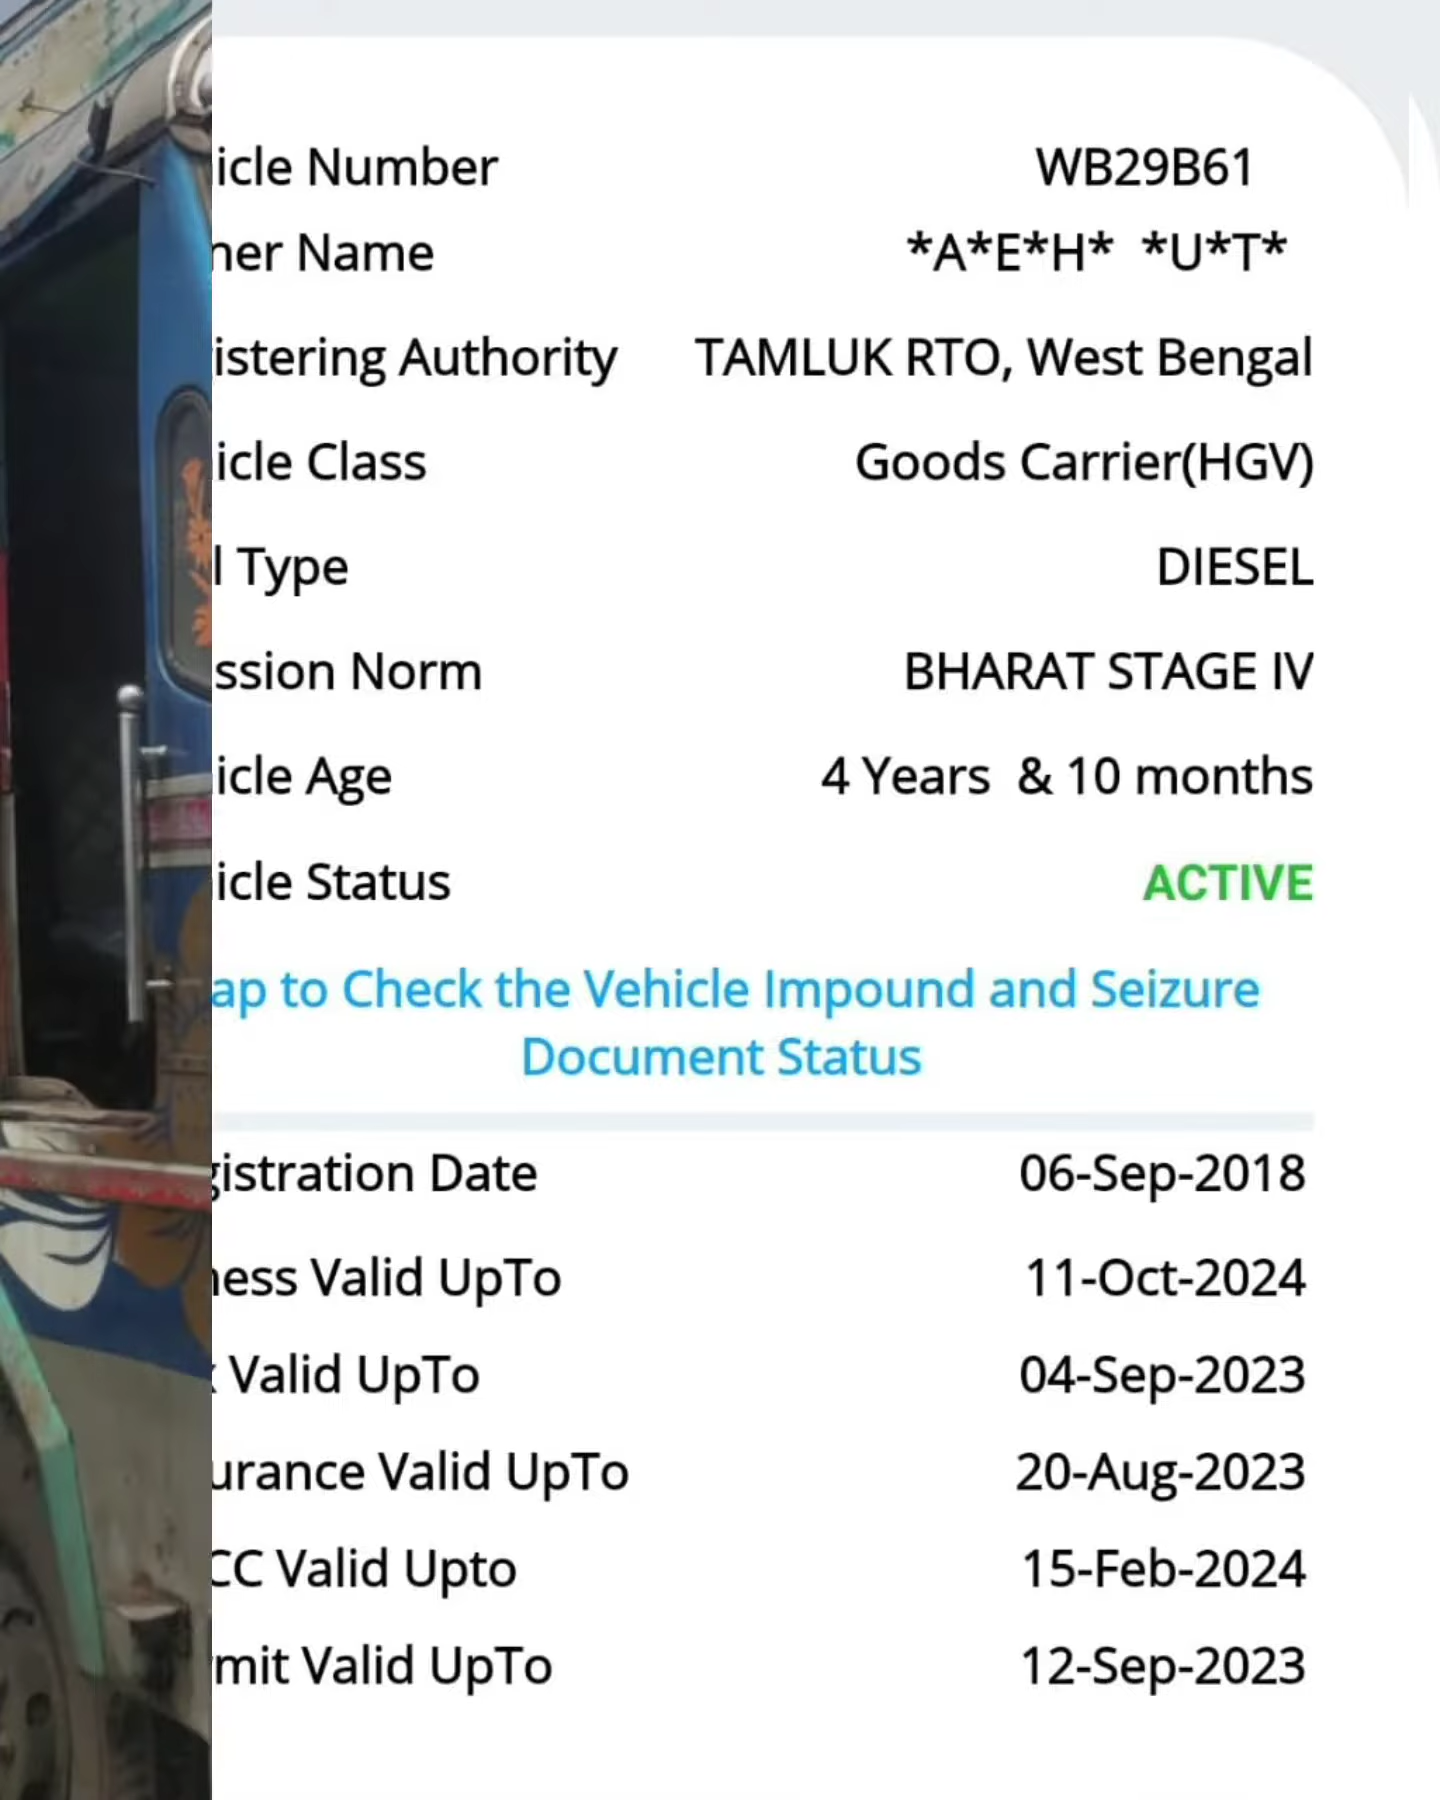 icle Number WB29B61
ner Name *A*E*H* *U*T*
istering Authority TAMLUK RTO, West Bengal
icle Class Goods Carrier(HGV)
l Type DIESEL
ssion Norm BHARAT STAGE IV
icle Age 4 Years & 10 months
icle Status ACTIVE
ap to Check the Vehicle Impound and Seizure
Document Status
gistration Date 06-Sep-2018
ness Valid UpTo 11-Oct-2024
x Valid UpTo 04-Sep-2023
urance Valid UpTo 20-Aug-2023
CC Valid Upto 15-Feb-2024
mit Valid UpTo 12-Sep-2023